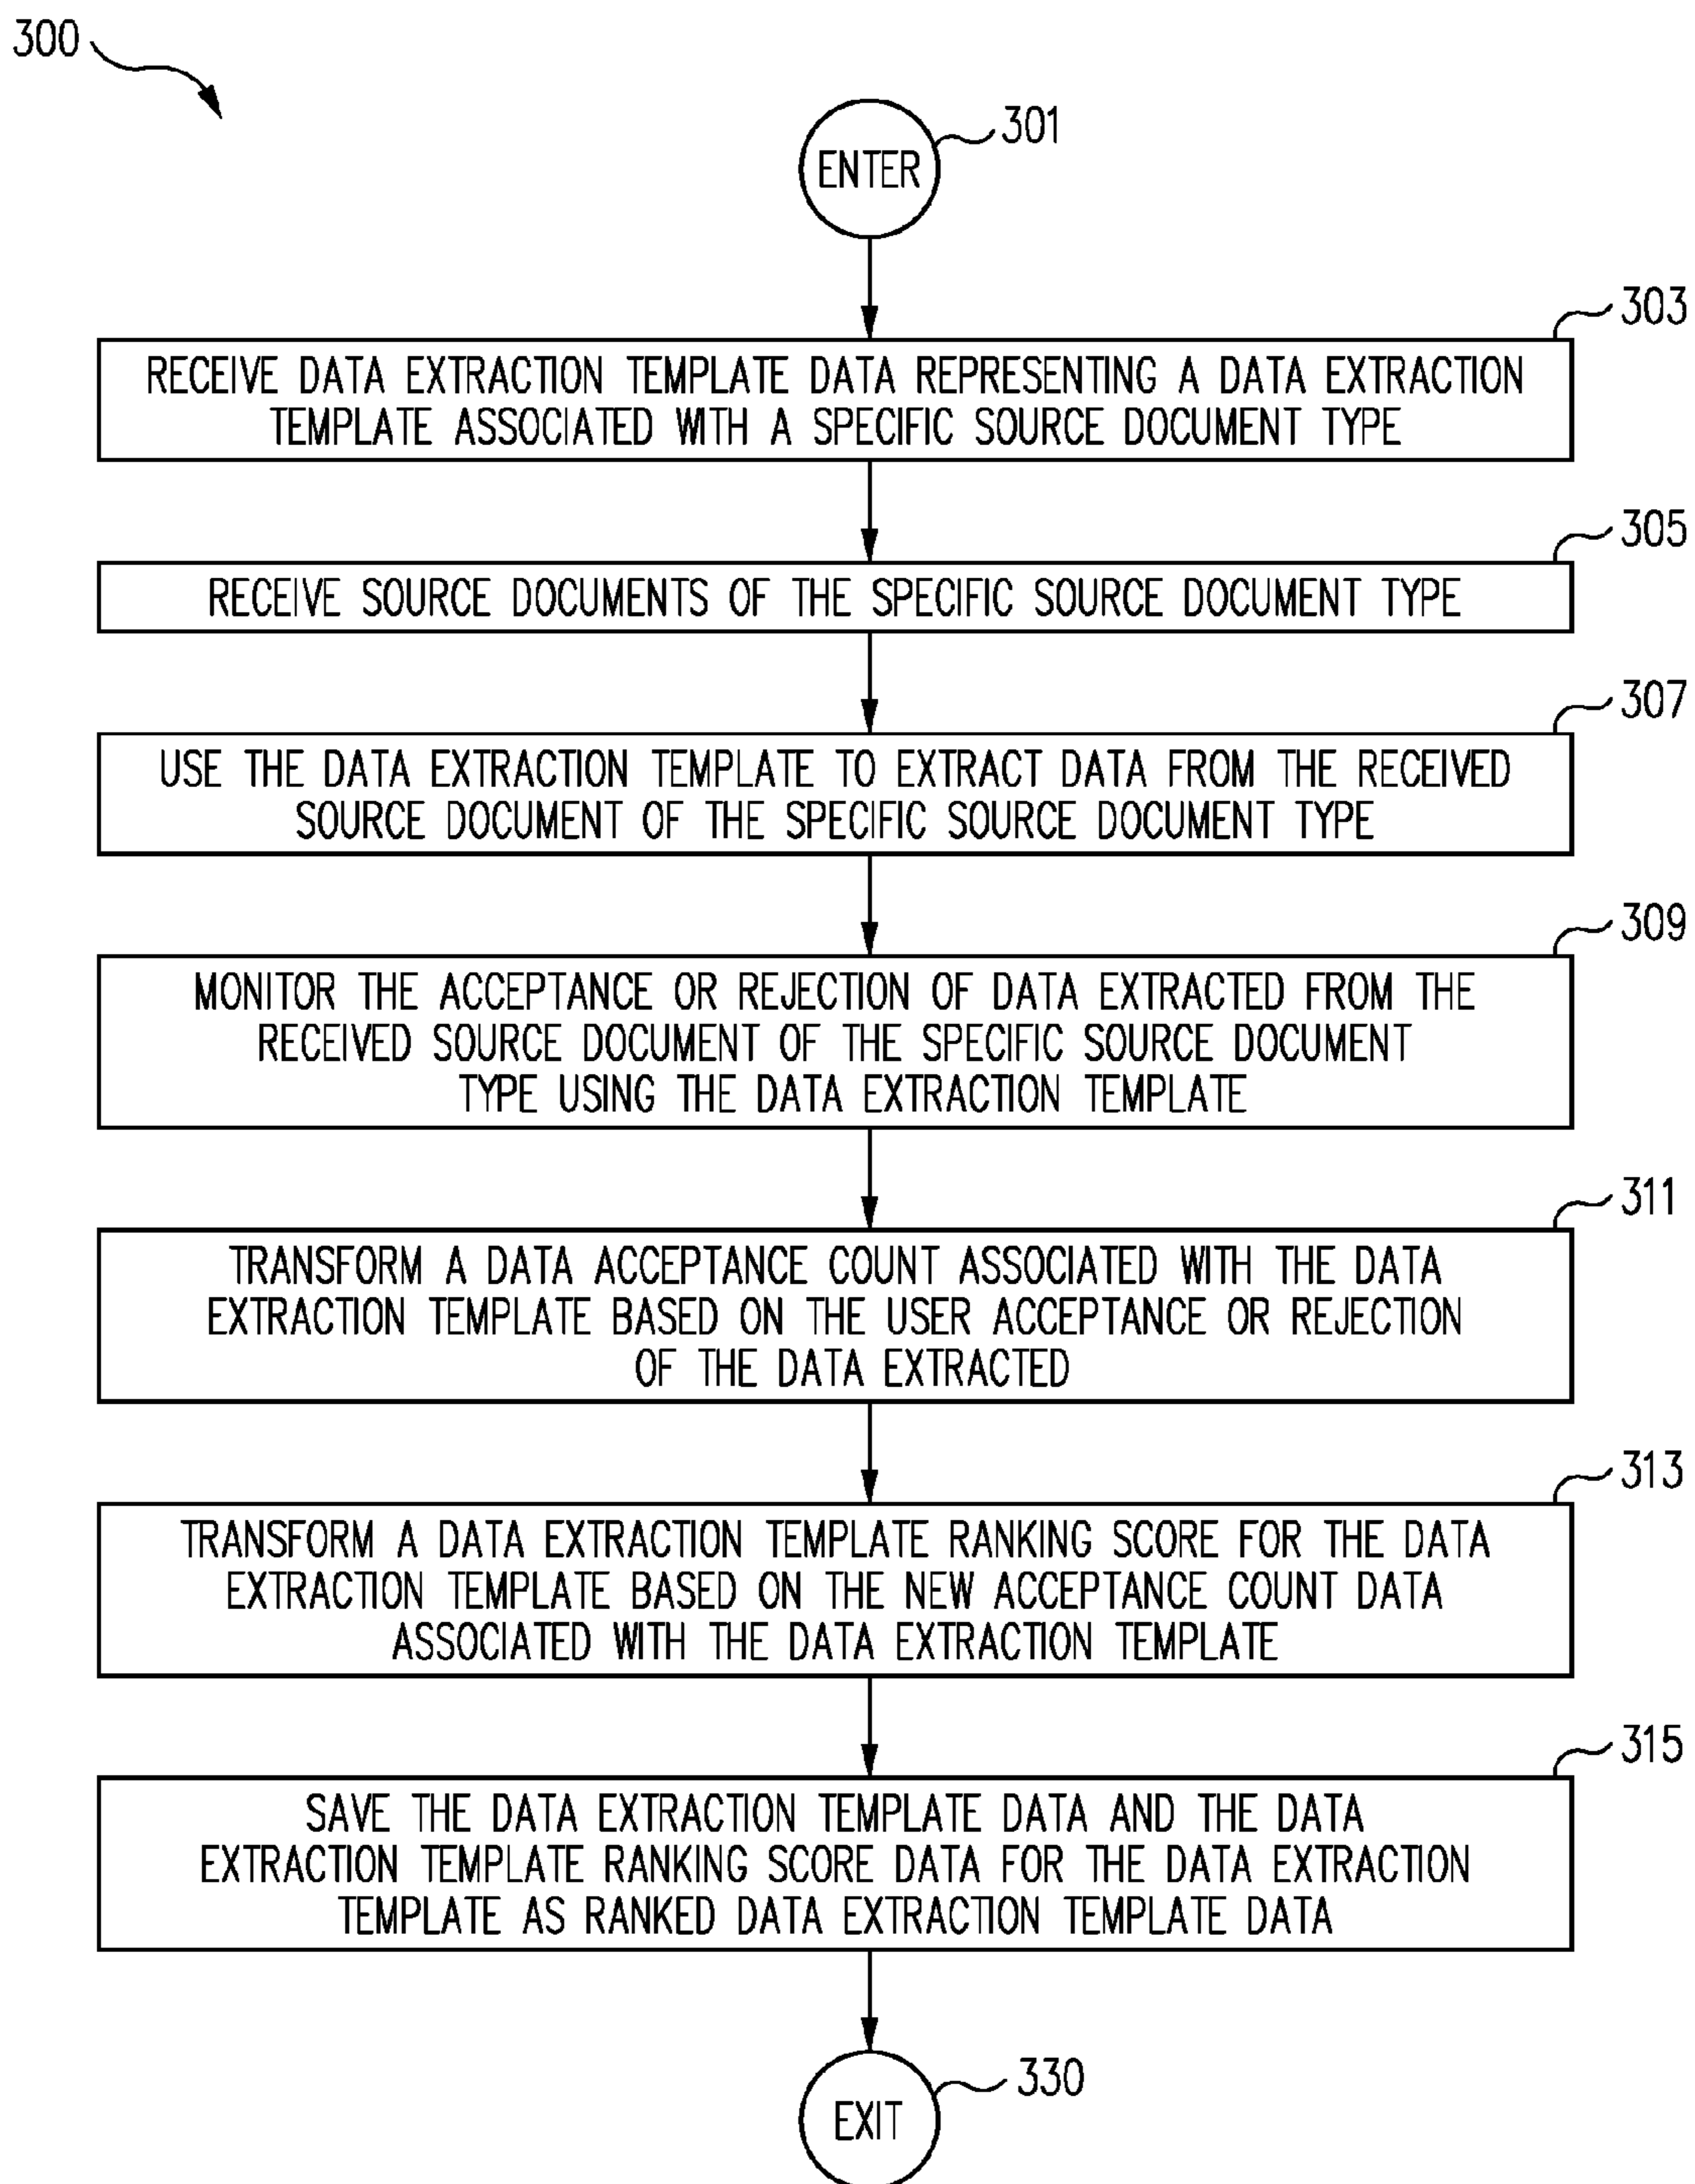 300
301
ENTER
303
RECEIVE DATA EXTRACTION TEMPLATE DATA REPRESENTING A DATA EXTRACTION
TEMPLATE ASSOCIATED WITH A SPECIFIC SOURCE DOCUMENT TYPE
305
RECEIVE SOURCE DOCUMENTS OF THE SPECIFIC SOURCE DOCUMENT TYPE
307
USE THE DATA EXTRACTION TEMPLATE TO EXTRACT DATA FROM THE RECEIVED
SOURCE DOCUMENT OF THE SPECIFIC SOURCE DOCUMENT TYPE
309
MONITOR THE ACCEPTANCE OR REJECTION OF DATA EXTRACTED FROM THE
RECEIVED SOURCE DOCUMENT OF THE SPECIFIC SOURCE DOCUMENT
TYPE USING THE DATA EXTRACTION TEMPLATE
311
TRANSFORM A DATA ACCEPTANCE COUNT ASSOCIATED WITH THE DATA
EXTRACTION TEMPLATE BASED ON THE USER ACCEPTANCE OR REJECTION
OF THE DATA EXTRACTED
313
TRANSFORM A DATA EXTRACTION TEMPLATE RANKING SCORE FOR THE DATA
EXTRACTION TEMPLATE BASED ON THE NEW ACCEPTANCE COUNT DATA
ASSOCIATED WITH THE DATA EXTRACTION TEMPLATE
315
SAVE THE DATA EXTRACTION TEMPLATE DATA AND THE DATA
EXTRACTION TEMPLATE RANKING SCORE DATA FOR THE DATA EXTRACTION
TEMPLATE AS RANKED DATA EXTRACTION TEMPLATE DATA
330
EXIT